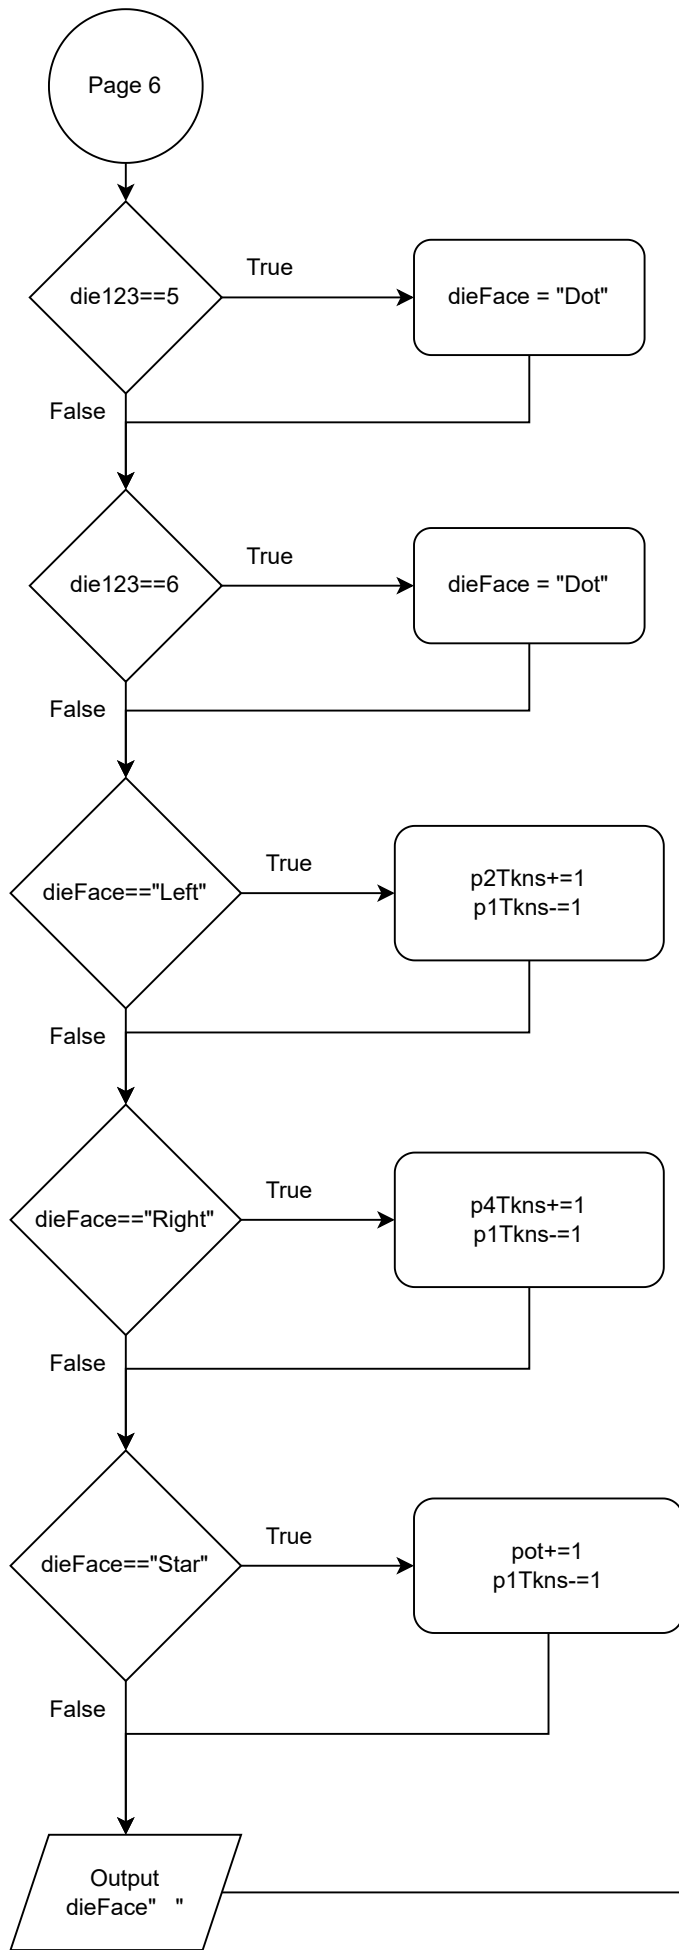 Page 6
die123==5
True
dieFace = "Dot"
False
die123==6
True
dieFace = "Dot"
False
dieFace=="Left"
True
p2Tkns+=1
p1Tkns-=1
False
dieFace=="Right"
True
p4Tkns+=1
p1Tkns-=1
False
dieFace=="Star"
True
pot+=1
p1Tkns-=1
False
Output
dieFace"   "